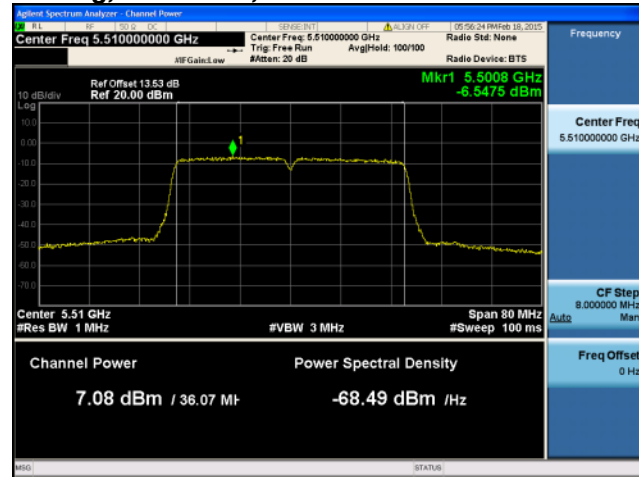 Agilent Spectrum Analyzer - Channel Power
RL RF 50 Ω DC SENSE:INT ALIGN OFF 05:56:24 PM Feb 18, 2015
Center Freq 5.510000000 GHz Center Freq: 5.510000000 GHz Radio Std: None
Trig: Free Run Avg|Hold: 100/100
#IFGain:Low #Atten: 20 dB Radio Device: BTS
Frequency
Ref Offset 13.53 dB
10 dB/div Ref 20.00 dBm
Mkr1 5.5008 GHz
-6.5475 dBm
Log
10.0
0.00
-10.0
-20.0
-30.0
-40.0
-50.0
-60.0
-70.0
1
Center Freq
5.510000000 GHz
Center 5.51 GHz Span 80 MHz
#Res BW 1 MHz #VBW 3 MHz #Sweep 100 ms
CF Step
8.000000 MHz
Auto Man
Freq Offset
0 Hz
Channel Power Power Spectral Density
7.08 dBm / 36.07 MH -68.49 dBm /Hz
MSG STATUS